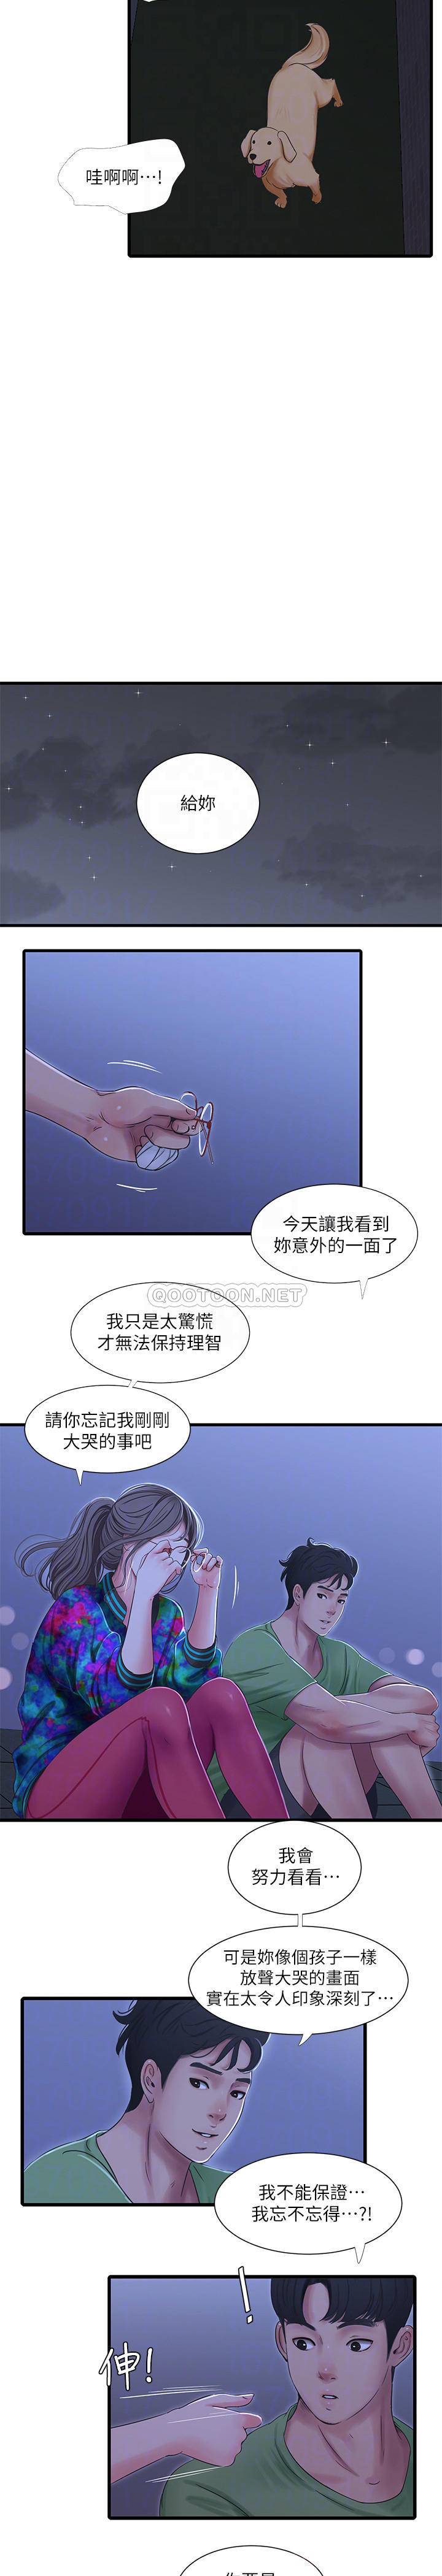 哇啊啊…!
給妳
今天讓我看到
妳意外的一面了
QOOTOON.NET
我只是太驚慌
才無法保持理智
請你忘記我剛剛
大哭的事吧
我會
努力看看…
可是妳像個孩子一樣
放聲大哭的畫面
實在太令人印象深刻了…
我不能保證…
我忘不忘得…?!
!
伸!